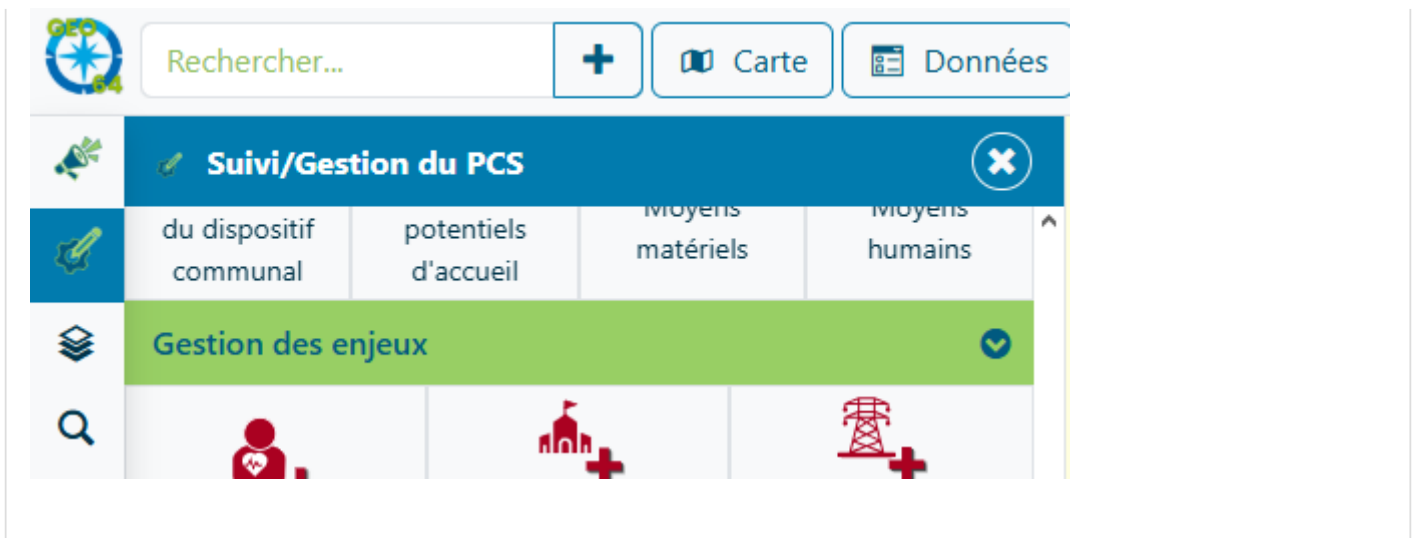 GEO
64
Rechercher...
Carte
Données
Suivi/Gestion du PCS
du dispositif
communal
potentiels
d'accueil
Moyens
matériels
Moyens
humains
Gestion des enjeux